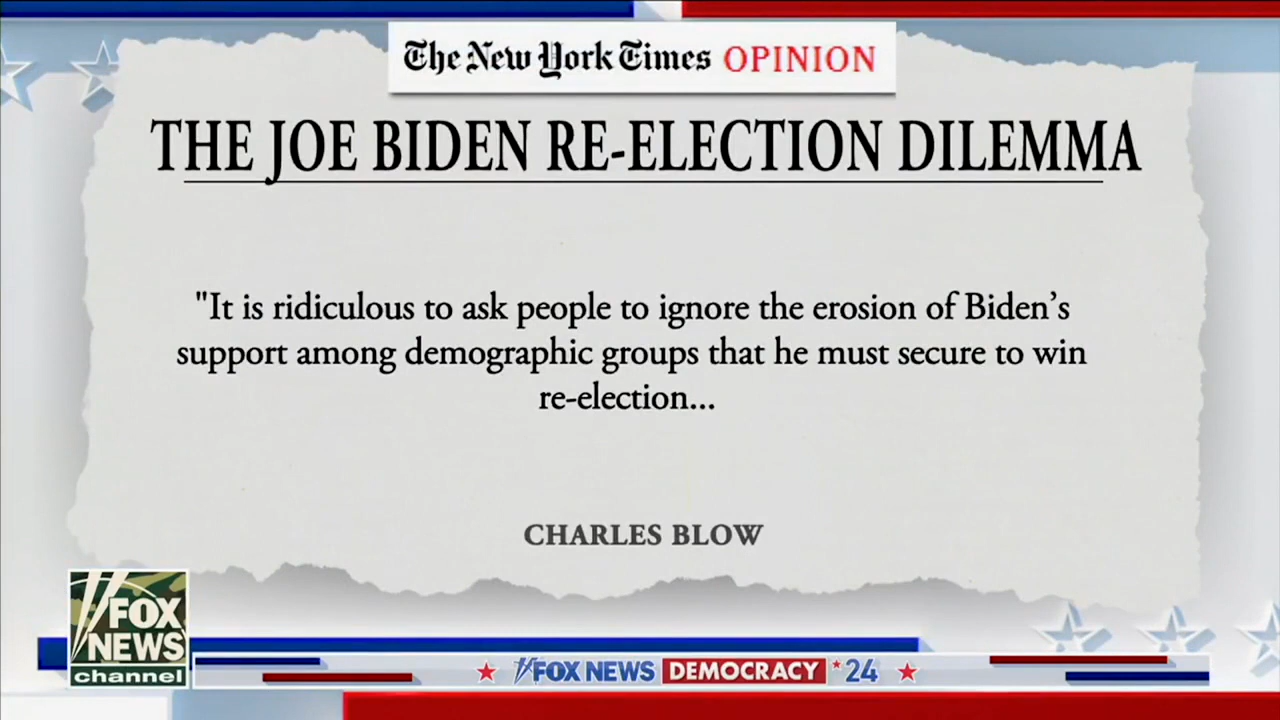 The New York Times OPINION
THE JOE BIDEN RE-ELECTION DILEMMA
"It is ridiculous to ask people to ignore the erosion of Biden’s
support among demographic groups that he must secure to win
re-election...
CHARLES BLOW
FOX
NEWS
channel
FOX NEWS DEMOCRACY *24